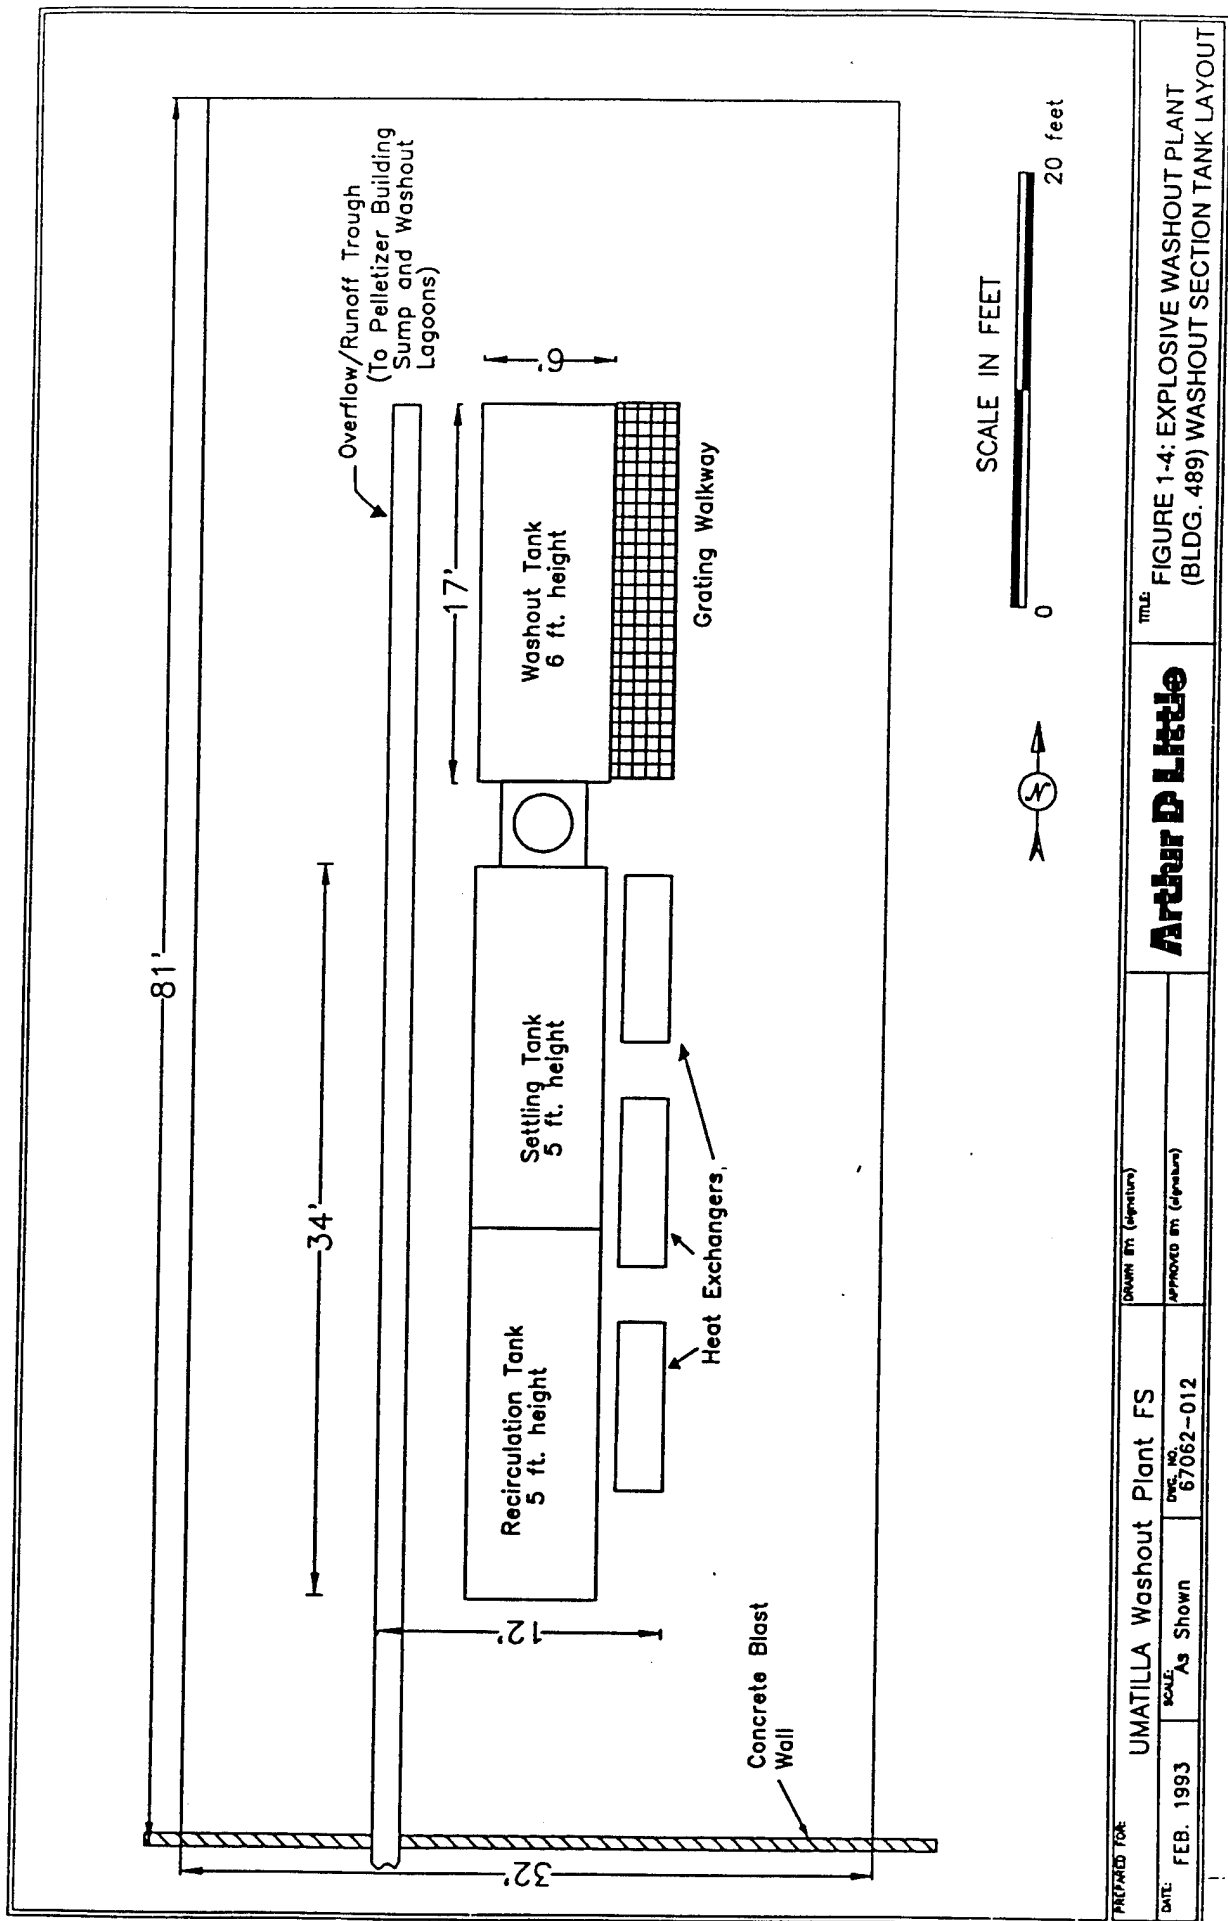 81'
Overflow/Runoff Trough
(To Pelletizer Building
Sump and Washout
Lagoons)
34'
17'
6'
12'
32'
Recirculation Tank
5 ft. height
Settling Tank
5 ft. height
Washout Tank
6 ft. height
Grating Walkway
Heat Exchangers
Concrete Blast
Wall
N
SCALE IN FEET
0
20 feet
PREPARED FOR:
UMATILLA Washout Plant FS
DATE:
FEB. 1993
SCALE:
As Shown
DWG. NO.
67062-012
DRAWN BY: (signature)
APPROVED BY: (signature)
Arthur D Little
TITLE:
FIGURE 1-4: EXPLOSIVE WASHOUT PLANT
(BLDG. 489) WASHOUT SECTION TANK LAYOUT